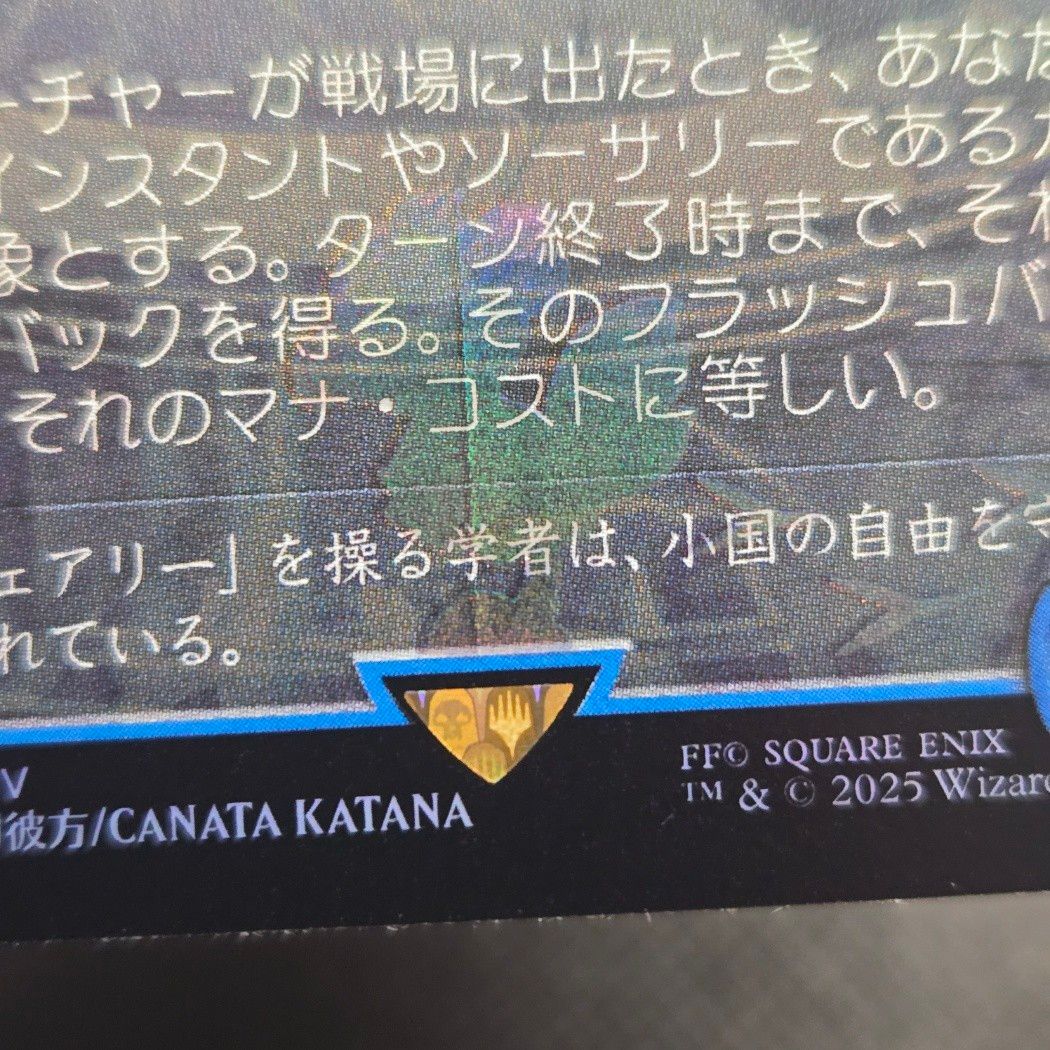 ーチャーが戦場に出たとき、あなた
インスタントやソーサリーであるカ
象とする。ターン終了時まで、それ
バックを得る。そのフラッシュバ
それのマナ・コストに等しい。
ェアリー」を操る学者は、小国の自由を守
れている。
V
彼方/CANATA KATANA
FF© SQUARE ENIX
™ & © 2025 Wizard